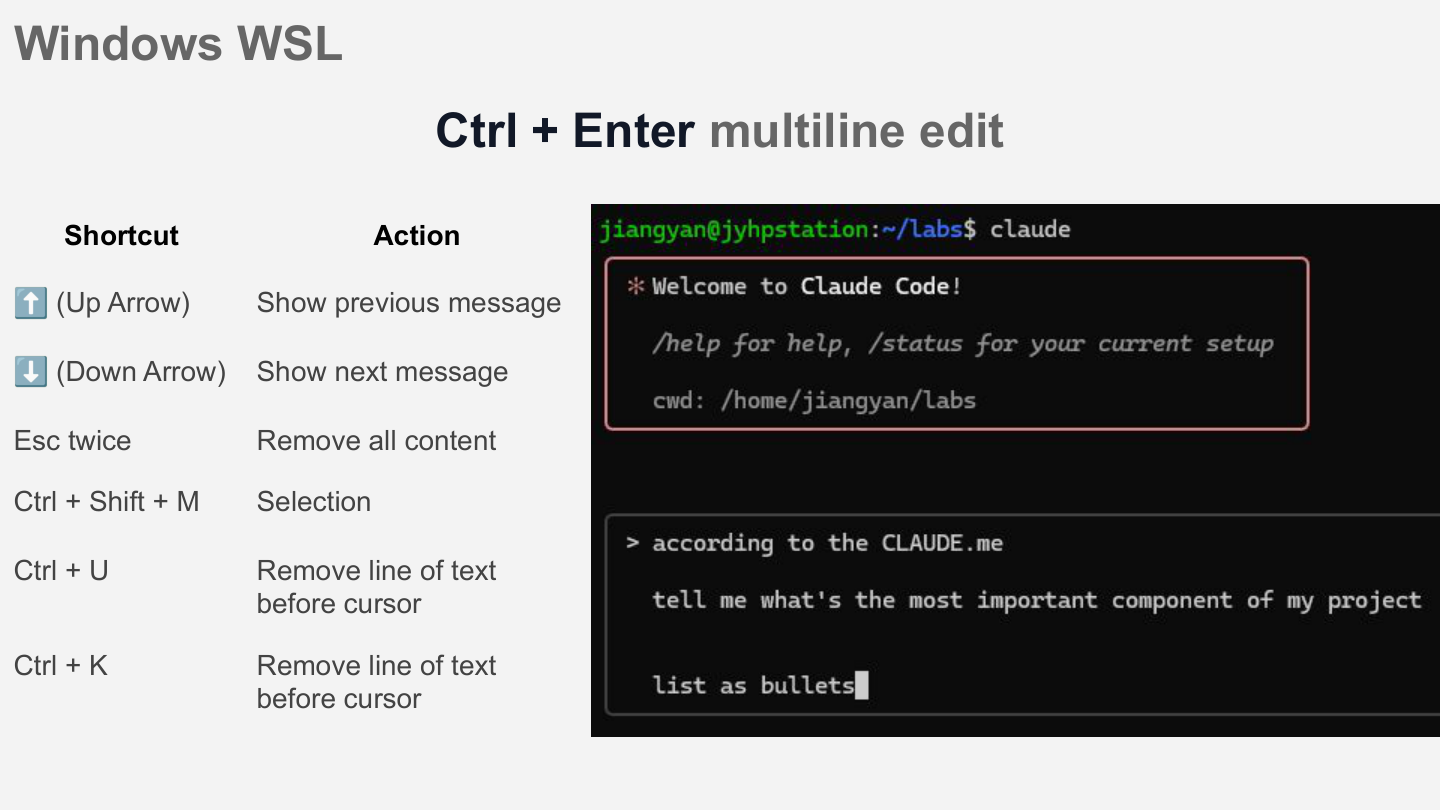 Windows WSL
Ctrl + Enter multiline edit
Shortcut Action
⬆️ (Up Arrow) Show previous message
⬇️ (Down Arrow) Show next message
Esc twice Remove all content
Ctrl + Shift + M Selection
Ctrl + U Remove line of text
before cursor
Ctrl + K Remove line of text
before cursor
jiangyan@jyhpstation:~/labs$ claude
* Welcome to Claude Code!
/help for help, /status for your current setup
cwd: /home/jiangyan/labs
> according to the CLAUDE.me
tell me what's the most important component of my project
list as bullets